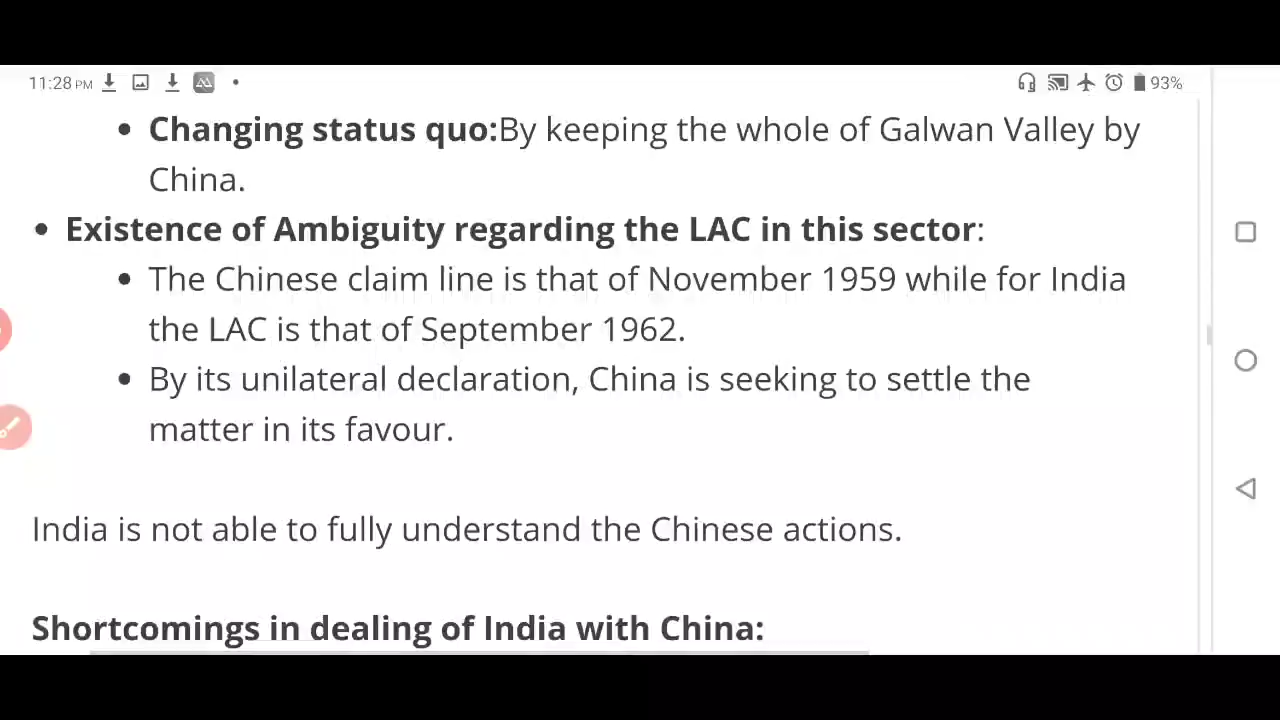 11:28 PM 93%
• Changing status quo:By keeping the whole of Galwan Valley by
China.
• Existence of Ambiguity regarding the LAC in this sector:
• The Chinese claim line is that of November 1959 while for India
the LAC is that of September 1962.
• By its unilateral declaration, China is seeking to settle the
matter in its favour.
India is not able to fully understand the Chinese actions.
Shortcomings in dealing of India with China: